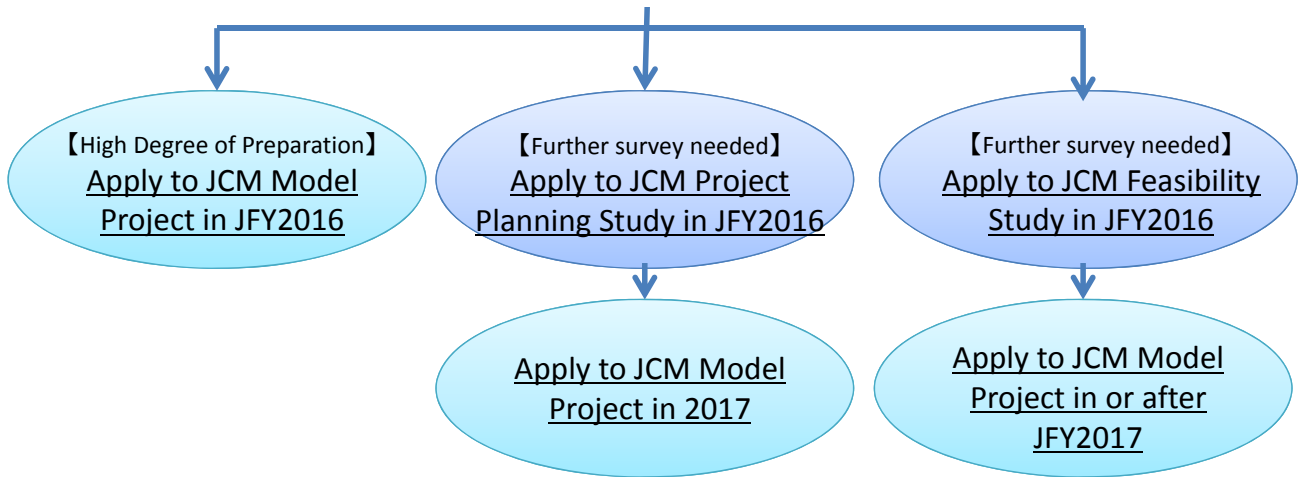 【High Degree of Preparation】
Apply to JCM Model
Project in JFY2016
【Further survey needed】
Apply to JCM Project
Planning Study in JFY2016
【Further survey needed】
Apply to JCM Feasibility
Study in JFY2016
Apply to JCM Model
Project in 2017
Apply to JCM Model
Project in or after
JFY2017